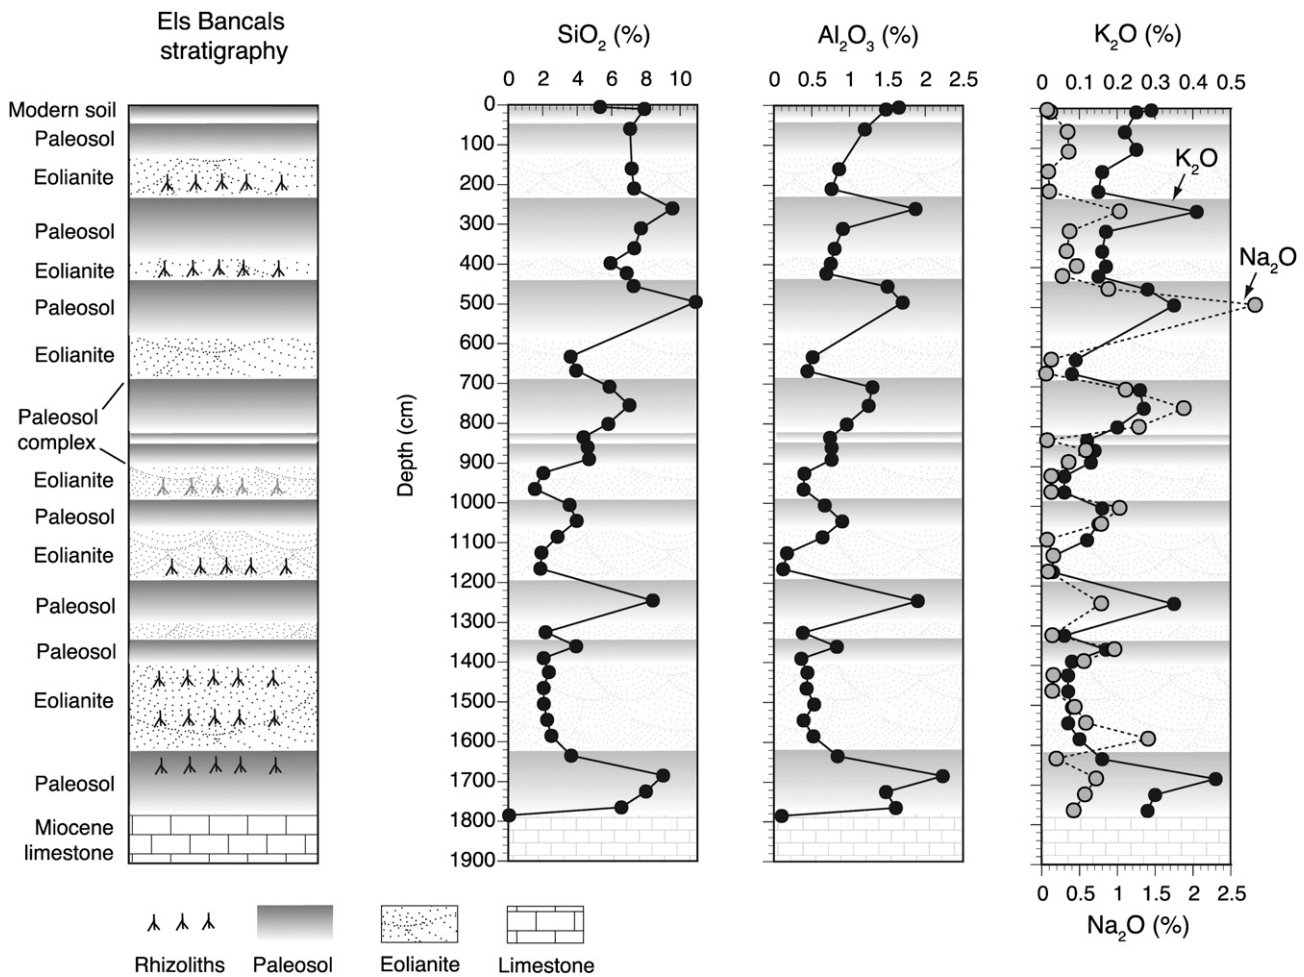 Els Bancals
stratigraphy
SiO₂ (%)
Al₂O₃ (%)
K₂O (%)
0 2 4 6 8 10
0 0.5 1 1.5 2 2.5
0 0.1 0.2 0.3 0.4 0.5
Modern soil
Paleosol
Eolianite
Paleosol
Eolianite
Paleosol
Eolianite
Paleosol
complex
Eolianite
Paleosol
Eolianite
Paleosol
Paleosol
Eolianite
Paleosol
Miocene
limestone
Depth (cm)
0
100
200
300
400
500
600
700
800
900
1000
1100
1200
1300
1400
1500
1600
1700
1800
1900
K₂O
Na₂O
0 0.5 1 1.5 2 2.5
Na₂O (%)
Rhizoliths
Paleosol
Eolianite
Limestone